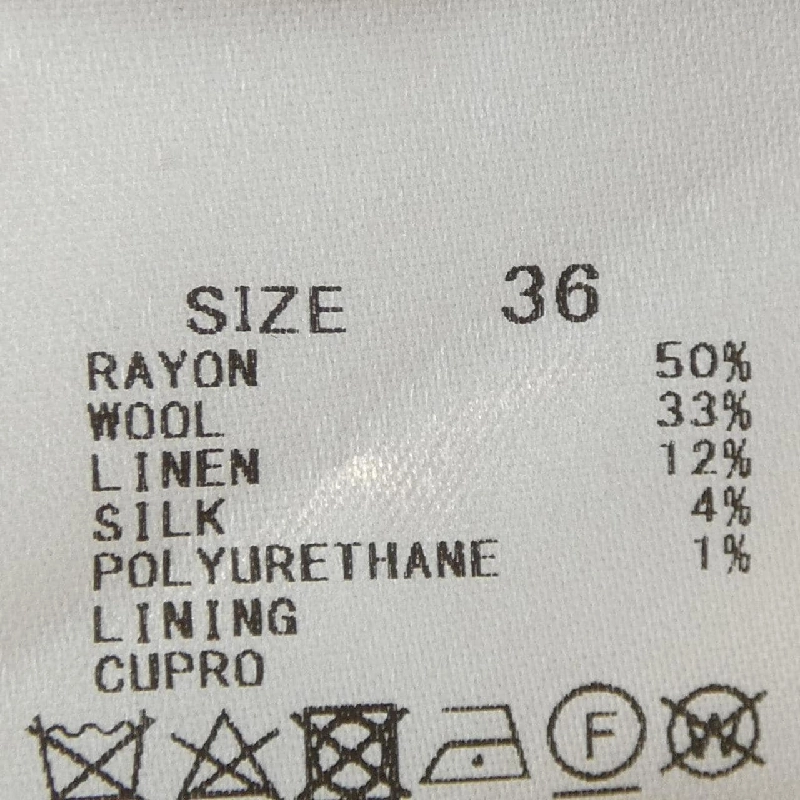 SIZE 36
RAYON 50%
WOOL 33%
LINEN 12%
SILK 4%
POLYURETHANE 1%
LINING
CUPRO
F W